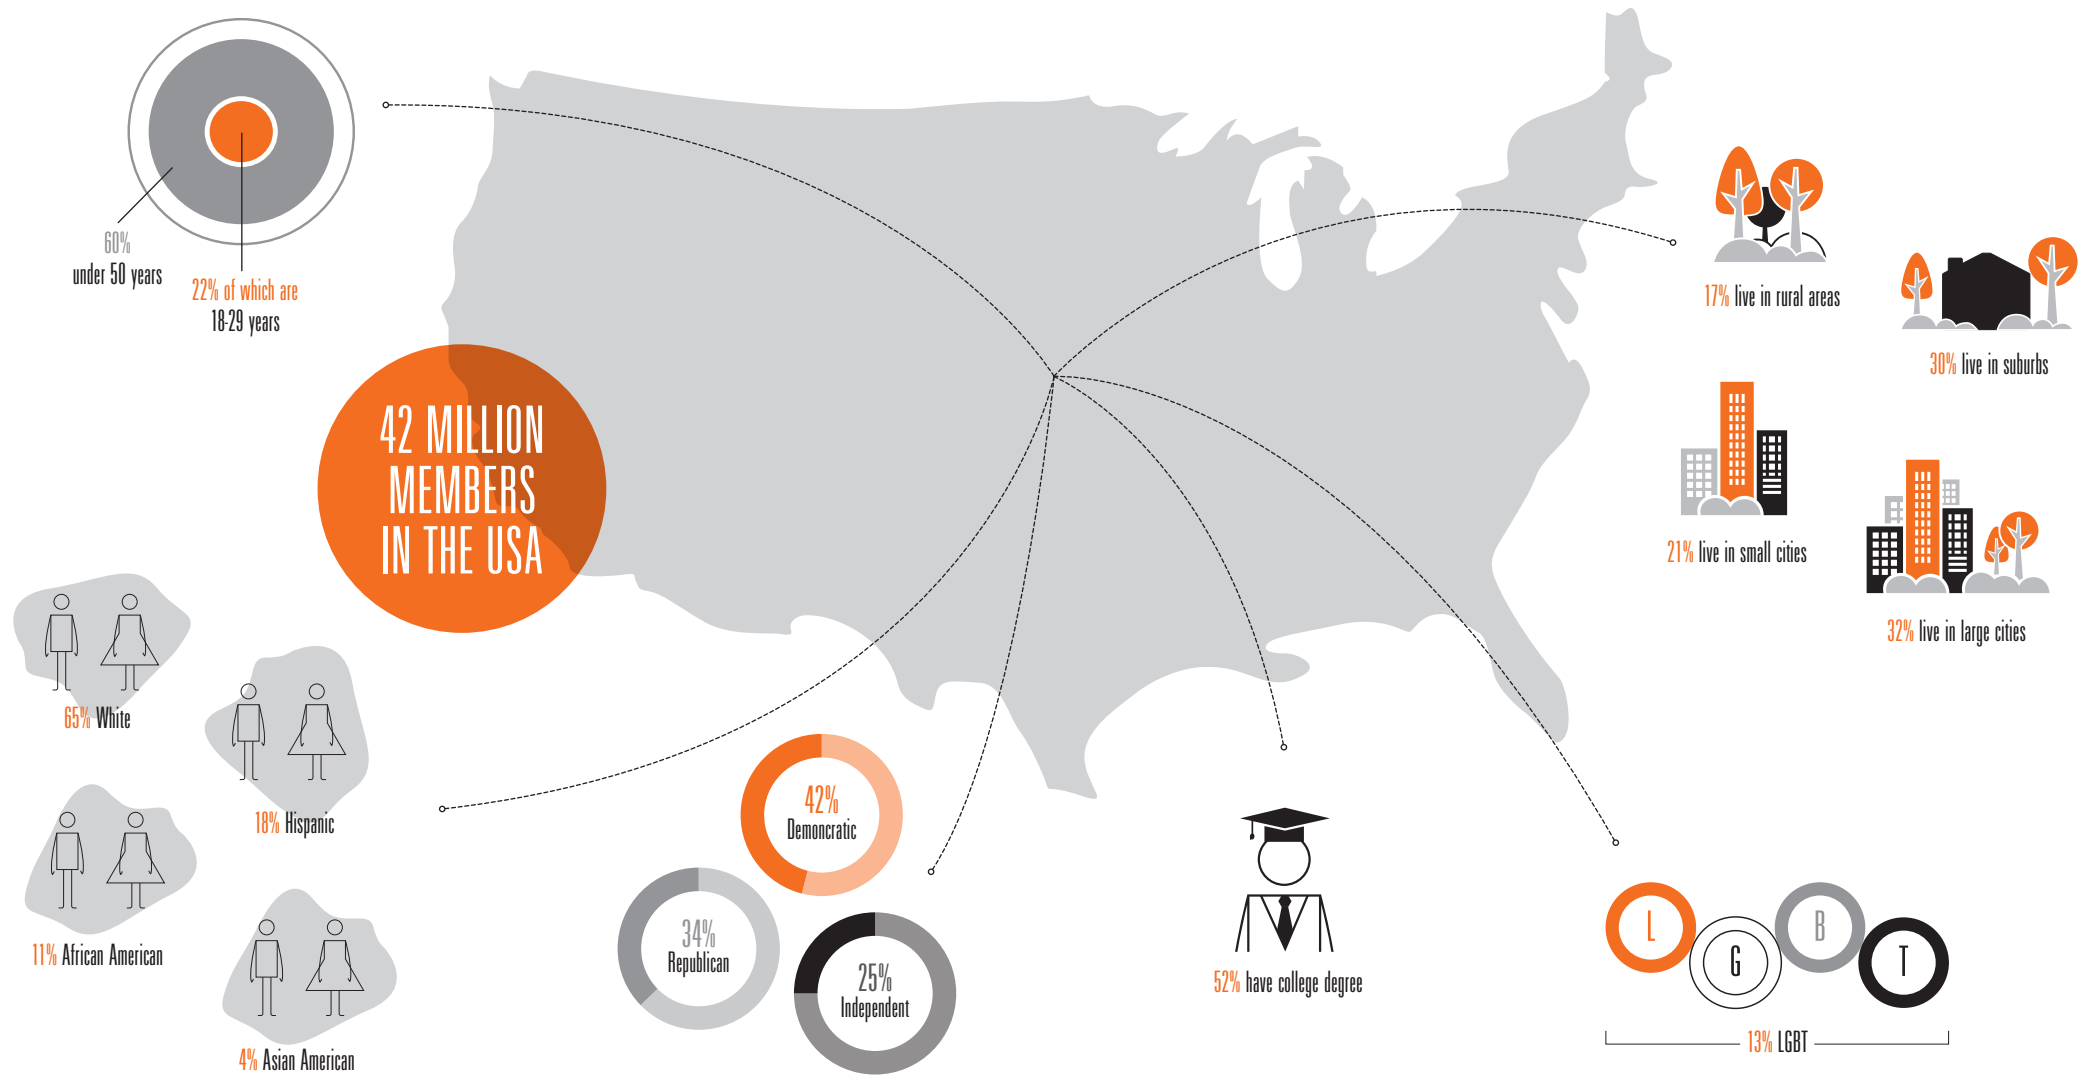 60%
under 50 years
22% of which are
18-29 years
42 MILLION
MEMBERS
IN THE USA
17% live in rural areas
30% live in suburbs
21% live in small cities
32% live in large cities
65% White
18% Hispanic
11% African American
4% Asian American
42%
Demoncratic
34%
Republican
25%
Independent
52% have college degree
L
G
B
T
13% LGBT